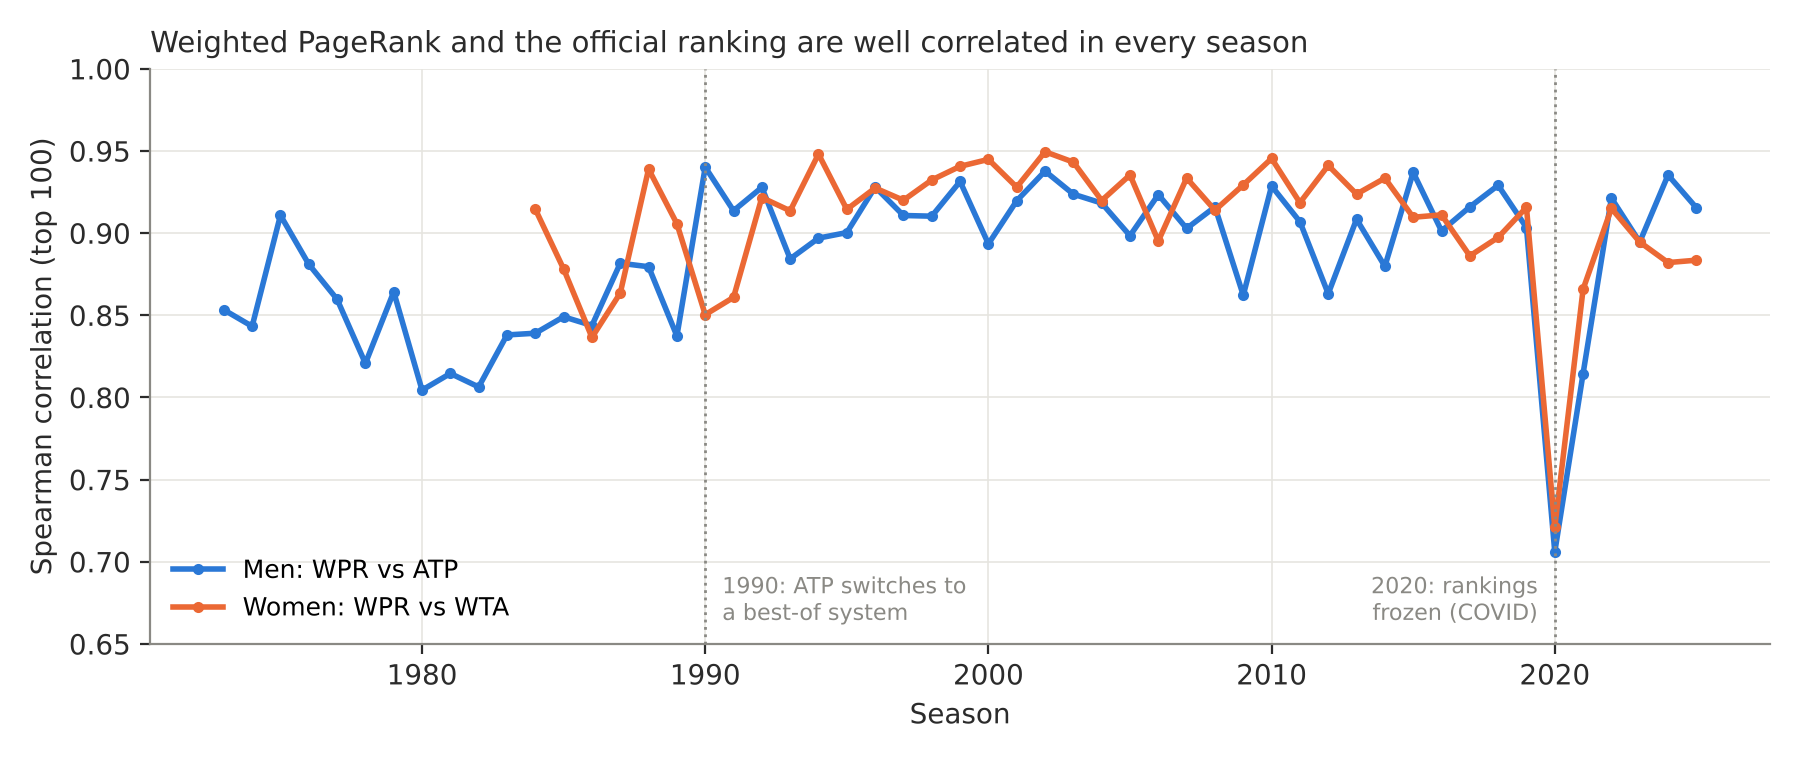 Weighted PageRank and the official ranking are well correlated in every season
Spearman correlation (top 100)
1.00
0.95
0.90
0.85
0.80
0.75
0.70
0.65
Men: WPR vs ATP
Women: WPR vs WTA
1990: ATP switches to
a best-of system
2020: rankings
frozen (COVID)
1980
1990
2000
2010
2020
Season